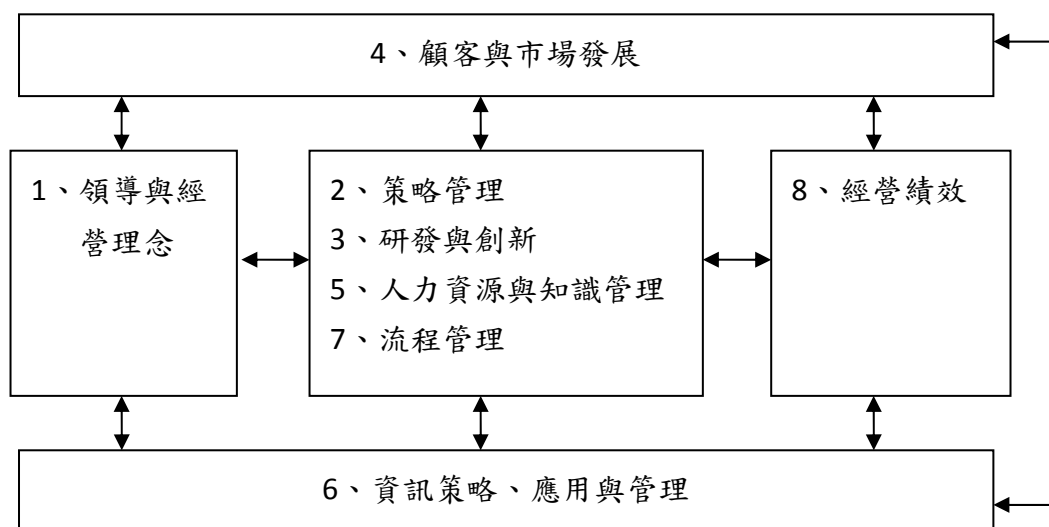 4、顧客與市場發展
1、領導與經
營理念
2、策略管理
3、研發與創新
5、人力資源與知識管理
7、流程管理
8、經營績效
6、資訊策略、應用與管理